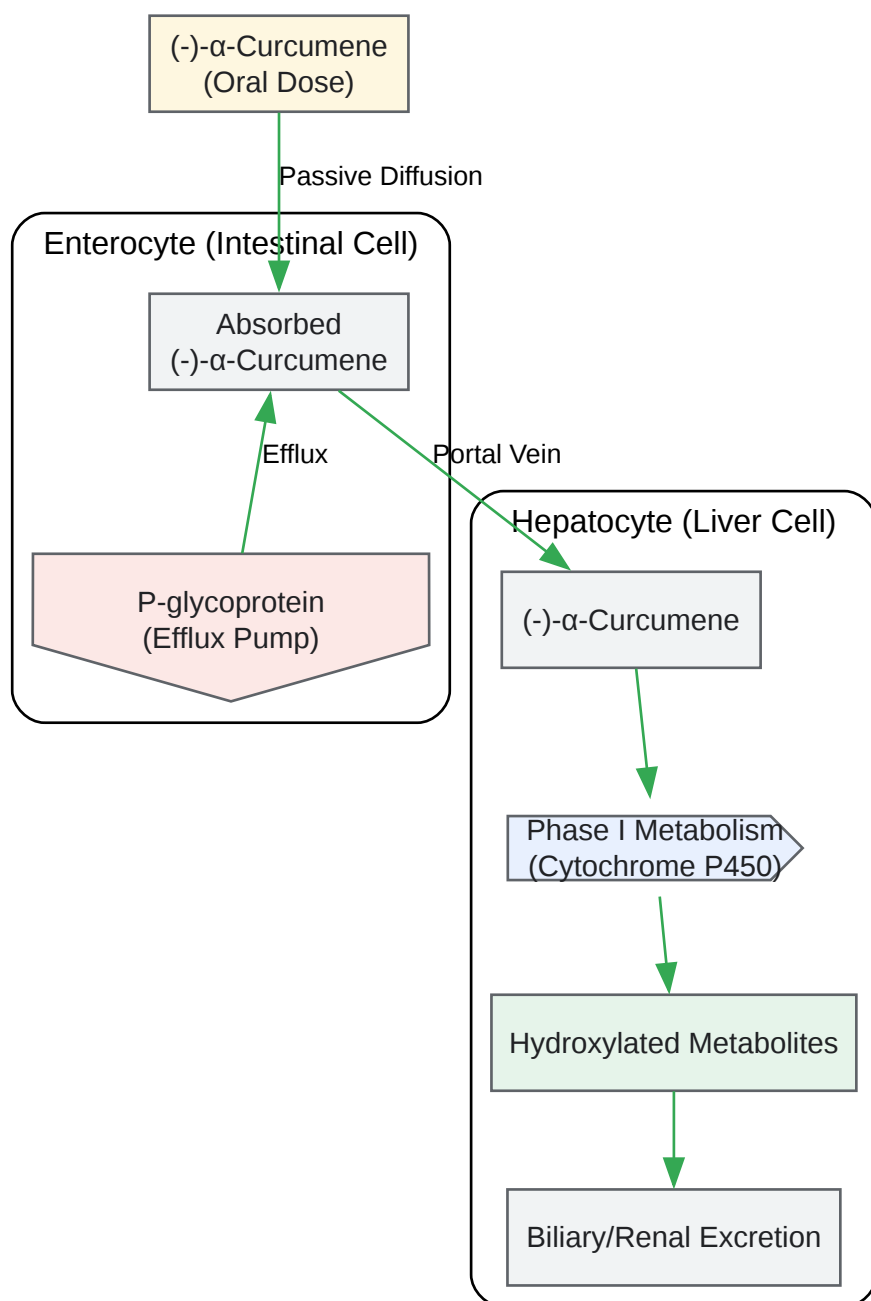 (-)-α-Curcumene
(Oral Dose)
Passive Diffusion
Enterocyte (Intestinal Cell)
Absorbed
(-)-α-Curcumene
Efflux
Portal Vein
P-glycoprotein
(Efflux Pump)
Hepatocyte (Liver Cell)
(-)-α-Curcumene
Phase I Metabolism
(Cytochrome P450)
Hydroxylated Metabolites
Biliary/Renal Excretion